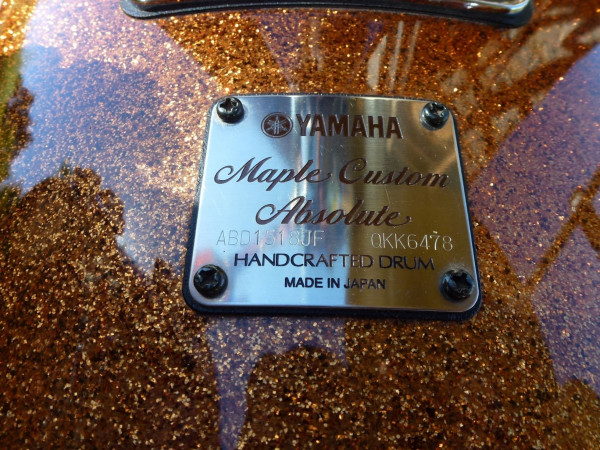 YAMAHA
Maple Custom
Absolute
QKK6478
HANDCRAFTED DRUM
MADE IN JAPAN